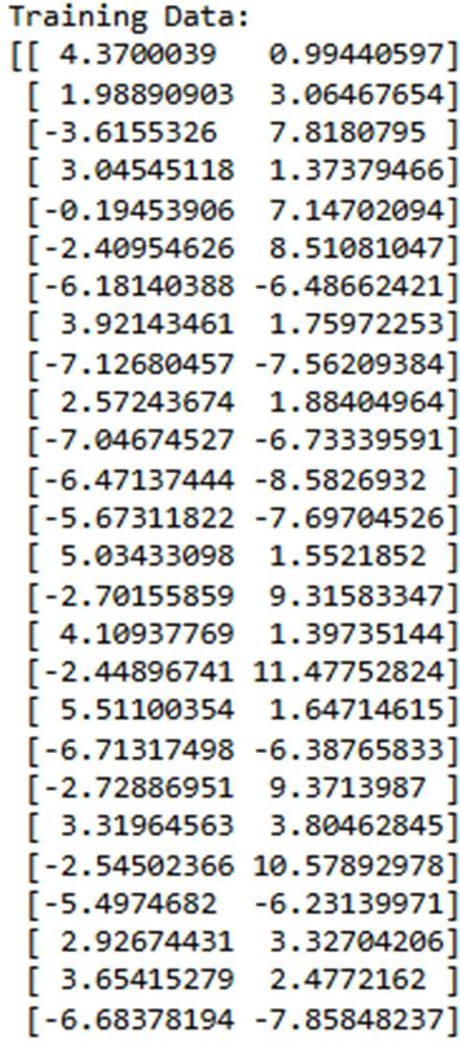 Training Data:
[[ 4.3700039   0.99440597]
 [ 1.98890903  3.06467654]
 [-3.6155326   7.8180795 ]
 [ 3.04545118  1.37379466]
 [-0.19453906  7.14702094]
 [-2.40954626  8.51081047]
 [-6.18140388 -6.48662421]
 [ 3.92143461  1.75972253]
 [-7.12680457 -7.56209384]
 [ 2.57243674  1.88404964]
 [-7.04674527 -6.73339591]
 [-6.47137444 -8.5826932 ]
 [-5.67311822 -7.69704526]
 [ 5.03433098  1.5521852 ]
 [-2.70155859  9.31583347]
 [ 4.10937769  1.39735144]
 [-2.44896741 11.47752824]
 [ 5.51100354  1.64714615]
 [-6.71317498 -6.38765833]
 [-2.72886951  9.3713987 ]
 [ 3.31964563  3.80462845]
 [-2.54502366 10.57892978]
 [-5.4974682  -6.23139971]
 [ 2.92674431  3.32704206]
 [ 3.65415279  2.4772162 ]
 [-6.68378194 -7.85848237]